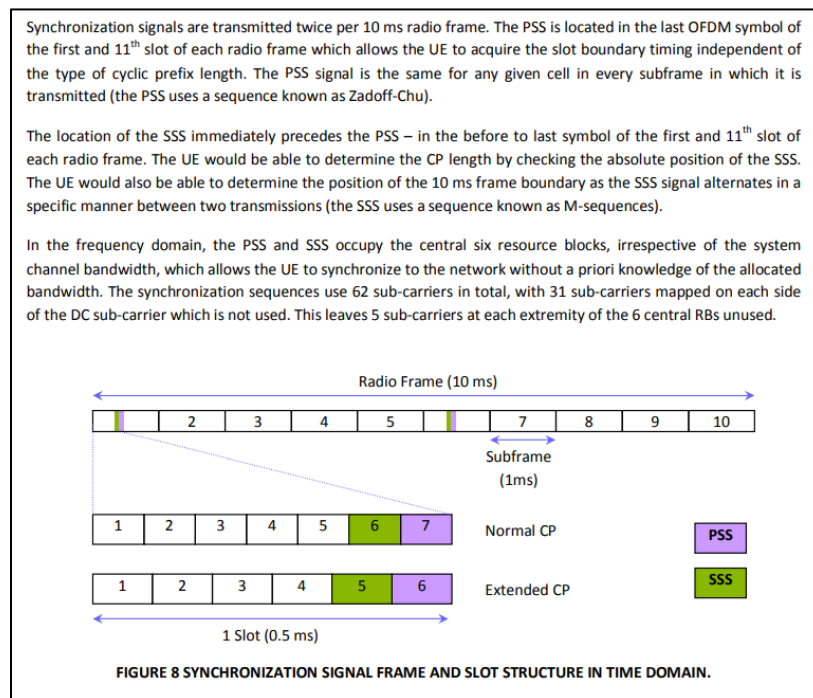 Synchronization signals are transmitted twice per 10 ms radio frame. The PSS is located in the last OFDM symbol
of the first and 11th slot of each radio frame which allows the UE to acquire the slot boundary timing independent of
the type of cyclic prefix length. The PSS signal is the same for any given cell in every subframe in which it is
transmitted (the PSS uses a sequence known as Zadoff-Chu).
The location of the SSS immediately precedes the PSS – in the before to last symbol of the first and 11th slot of
each radio frame. The UE would be able to determine the CP length by checking the absolute position of the SSS.
The UE would also be able to determine the position of the 10 ms frame boundary as the SSS signal alternates in a
specific manner between two transmissions (the SSS uses a sequence known as M-sequences).
In the frequency domain, the PSS and SSS occupy the central six resource blocks, irrespective of the system
channel bandwidth, which allows the UE to synchronize to the network without a priori knowledge of the allocated
bandwidth. The synchronization sequences use 62 sub-carriers in total, with 31 sub-carriers mapped on each side
of the DC sub-carrier which is not used. This leaves 5 sub-carriers at each extremity of the 6 central RBs unused.
Radio Frame (10 ms)
2 3 4 5 7 8 9 10
Subframe
(1ms)
1 2 3 4 5 6 7 Normal CP PSS
1 2 3 4 5 6 Extended CP SSS
1 Slot (0.5 ms)
FIGURE 8 SYNCHRONIZATION SIGNAL FRAME AND SLOT STRUCTURE IN TIME DOMAIN.